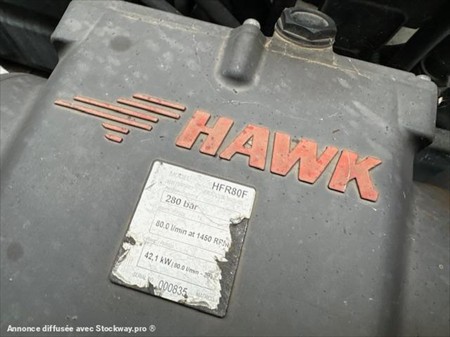 HAWK
HFR80F
280 bar
80.0 l/min at 1450 RPM
42,1 kW
000835
Annonce diffusée avec Stockway.pro ®